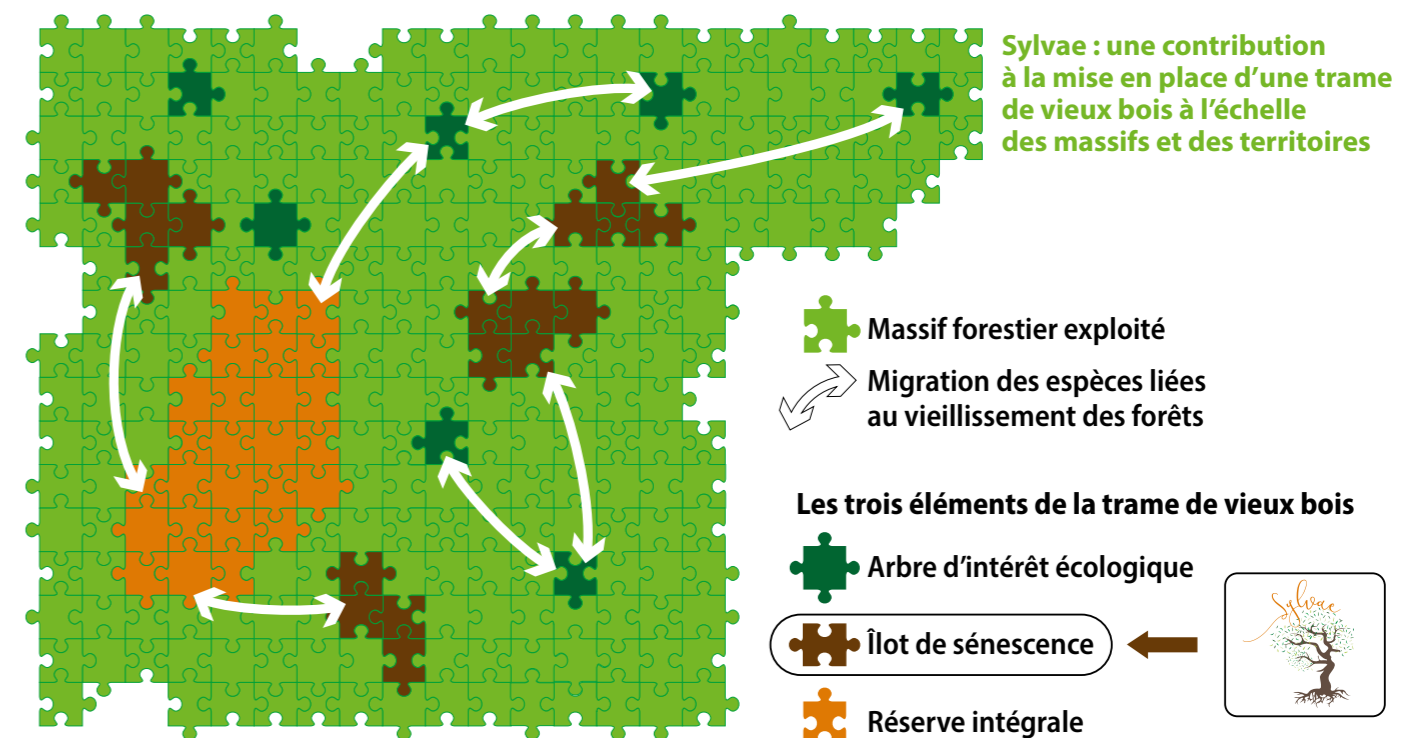 Sylvae : une contribution
à la mise en place d’une trame
de vieux bois à l’échelle
des massifs et des territoires
Massif forestier exploité
Migration des espèces liées
au vieillissement des forêts
Les trois éléments de la trame de vieux bois
Arbre d’intérêt écologique
Îlot de sénescence
Sylvae
Réserve intégrale